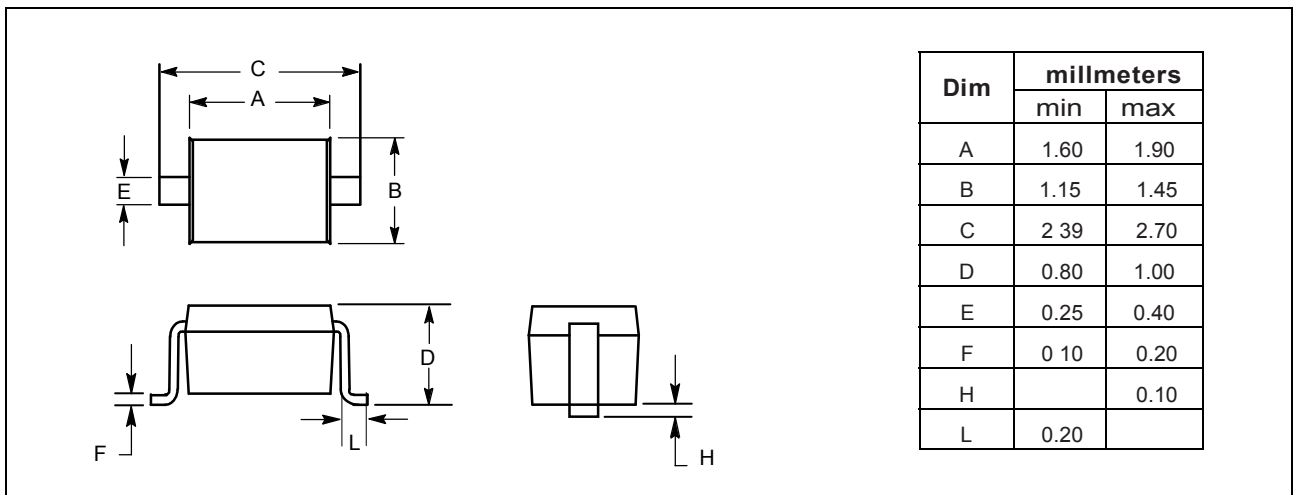 C
A
E
B
D
F
L
H
Dim millmeters
min max
A 1.60 1.90
B 1.15 1.45
C 2 39 2.70
D 0.80 1.00
E 0.25 0.40
F 0 10 0.20
H 0.10
L 0.20